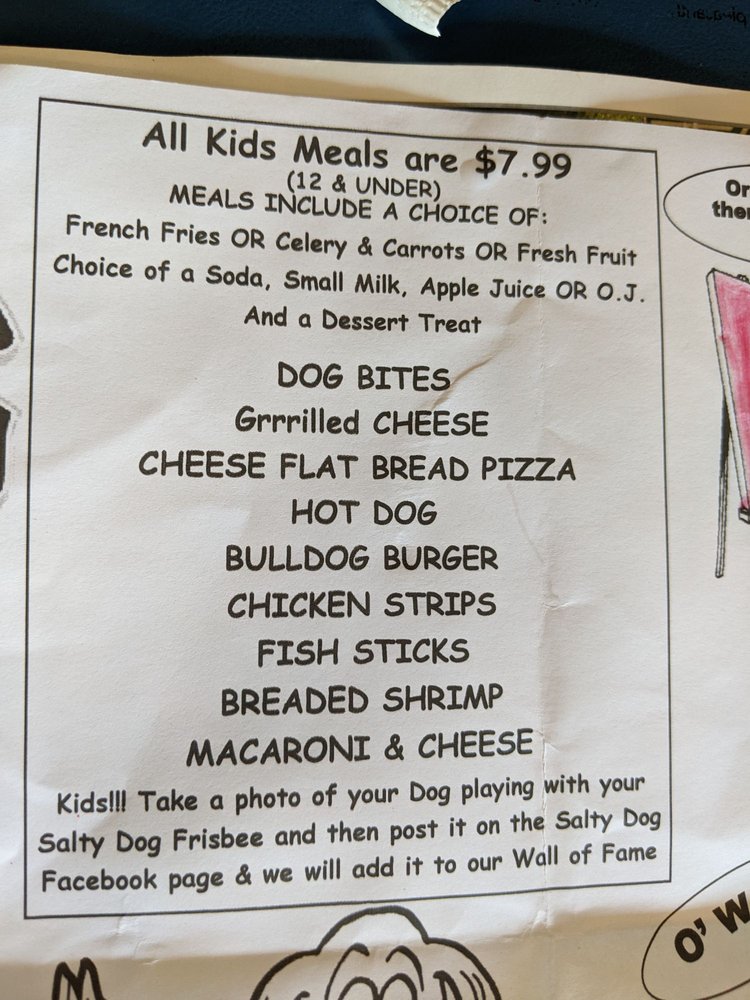 All Kids Meals are $7.99
(12 & UNDER)
MEALS INCLUDE A CHOICE OF:
French Fries OR Celery & Carrots OR Fresh Fruit
Choice of a Soda, Small Milk, Apple Juice OR O.J.
And a Dessert Treat
DOG BITES
Grrrilled CHEESE
CHEESE FLAT BREAD PIZZA
HOT DOG
BULLDOG BURGER
CHICKEN STRIPS
FISH STICKS
BREADED SHRIMP
MACARONI & CHEESE
Kids!!! Take a photo of your Dog playing with your
Salty Dog Frisbee and then post it on the Salty Dog
Facebook page & we will add it to our Wall of Fame
Or
O' W